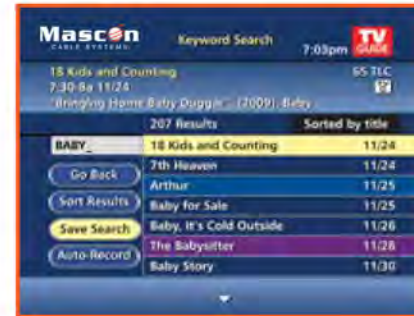 Mascon
CABLE SYSTEMS
Keyword Search
7:03pm
TV
GUIDE
18 Kids and Counting
65 TLC
7:30-8a 11/24
"Bringing Home Baby Duggar". (2009). Baby
207 Results
Sorted by title
BABY_
18 Kids and Counting 11/24
7th Heaven 11/24
Go Back
Arthur 11/25
Sort Results
Baby for Sale 11/25
Save Search
Baby, It's Cold Outside 11/26
The Babysitter 11/28
Auto-Record
Baby Story 11/30